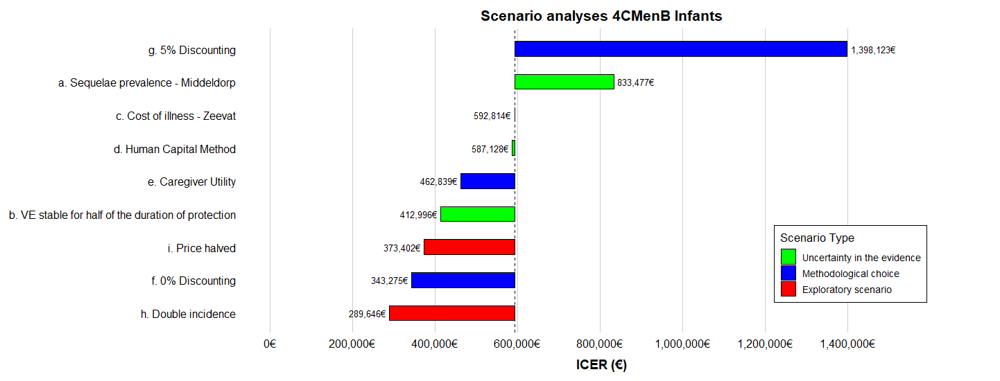 Scenario analyses 4CMenB Infants
g. 5% Discounting
1,398,123€
a. Sequelae prevalence - Middeldorp
833,477€
c. Cost of illness - Zeevat
592,814€
d. Human Capital Method
587,128€
e. Caregiver Utility
462,839€
b. VE stable for half of the duration of protection
412,996€
i. Price halved
373,402€
f. 0% Discounting
343,275€
h. Double incidence
289,646€
Scenario Type
Uncertainty in the evidence
Methodological choice
Exploratory scenario
0€ 200,000€ 400,000€ 600,000€ 800,000€ 1,000,000€ 1,200,000€ 1,400,000€
ICER (€)